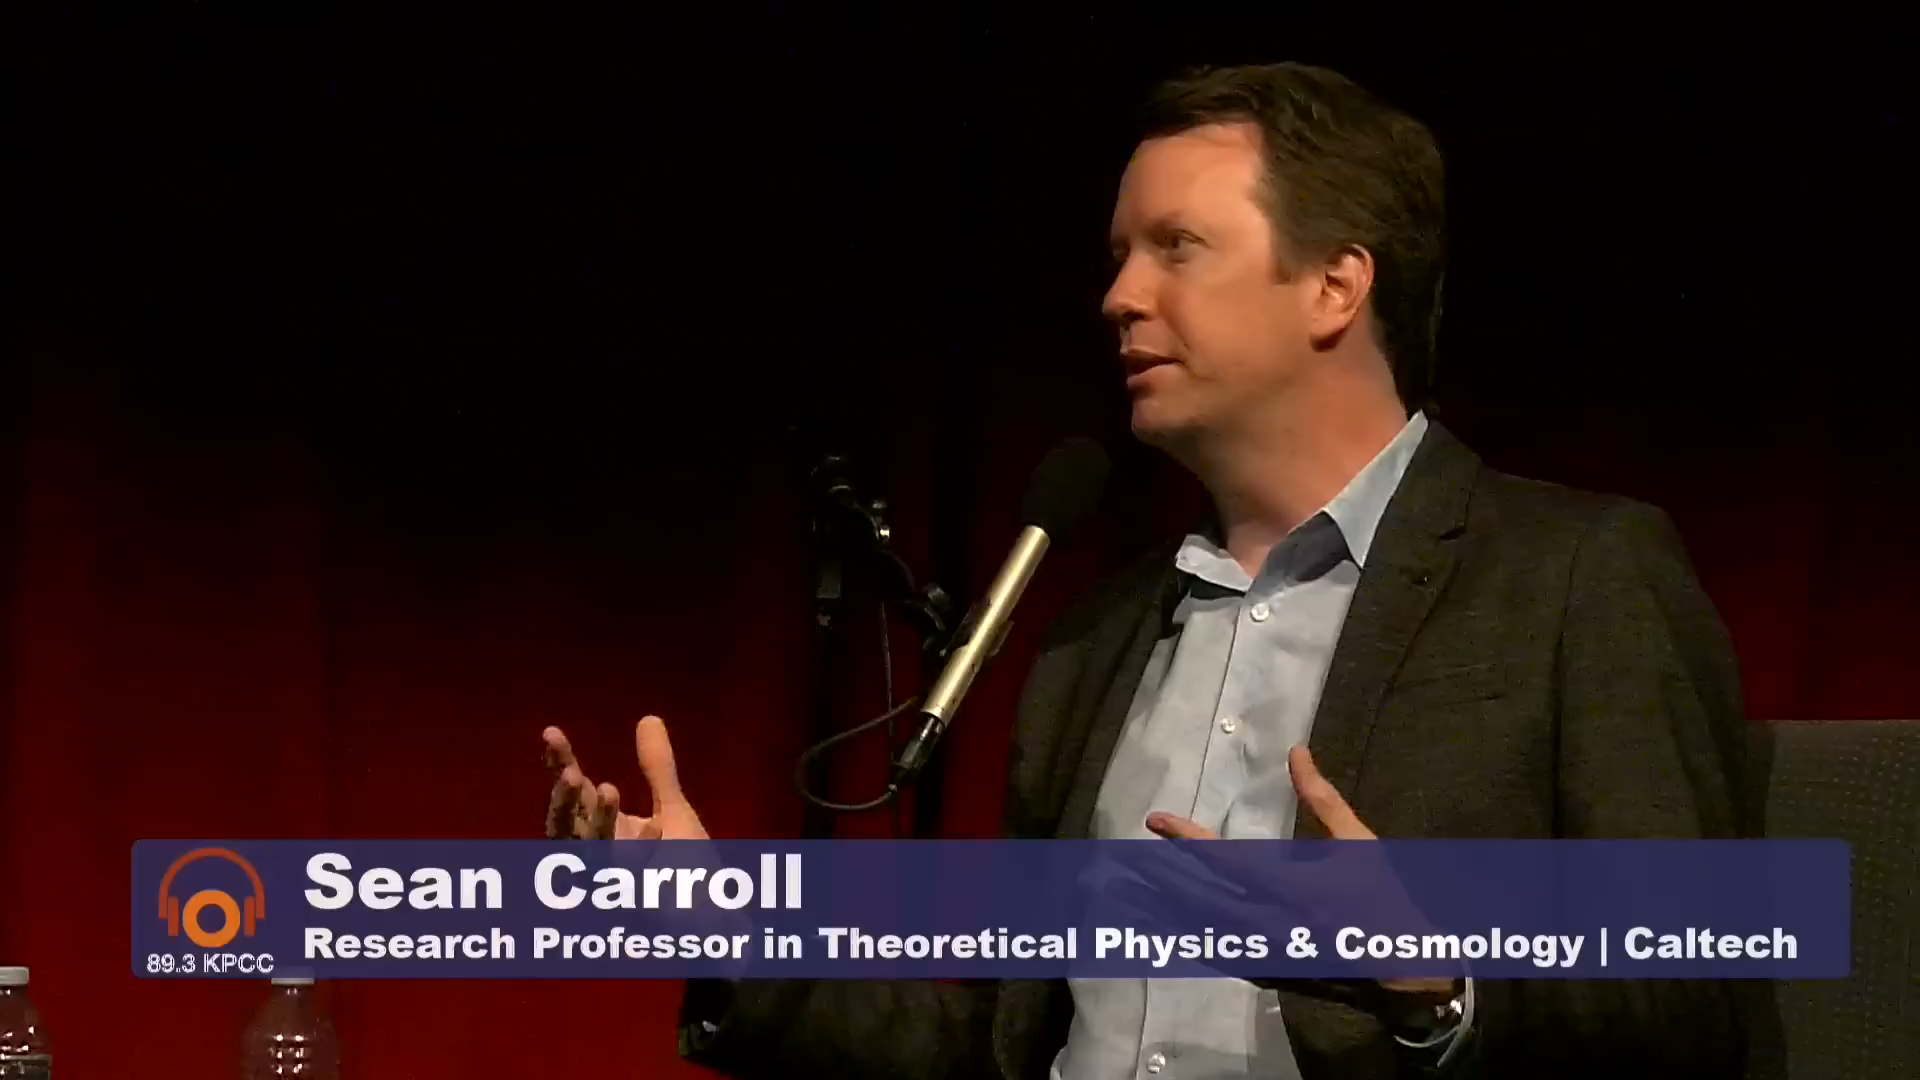 Sean Carroll
Research Professor in Theoretical Physics & Cosmology | Caltech
89.3 KPCC